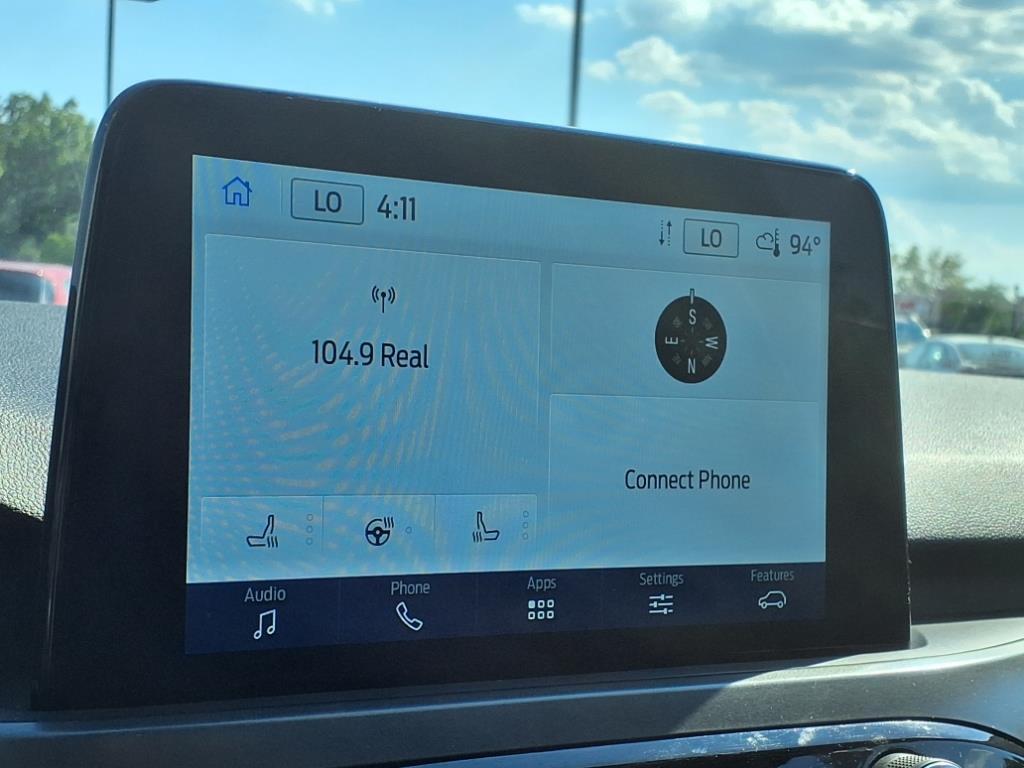 LO 4:11 LO 94°
104.9 Real
S
E W
N
Connect Phone
Audio Phone Apps Settings Features